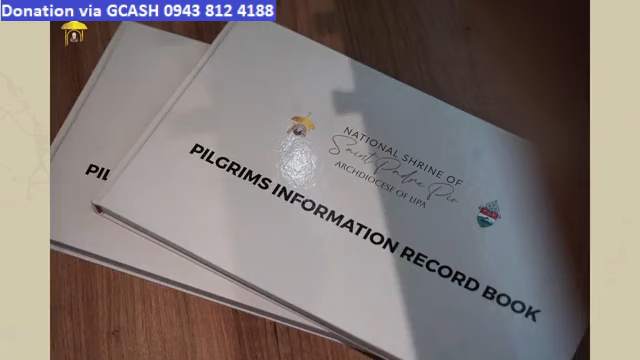 Donation via GCASH 0943 812 4188
NATIONAL SHRINE OF
Saint Padre Pio
ARCHDIOCESE OF LIPA
PILGRIMS INFORMATION RECORD BOOK
PIL